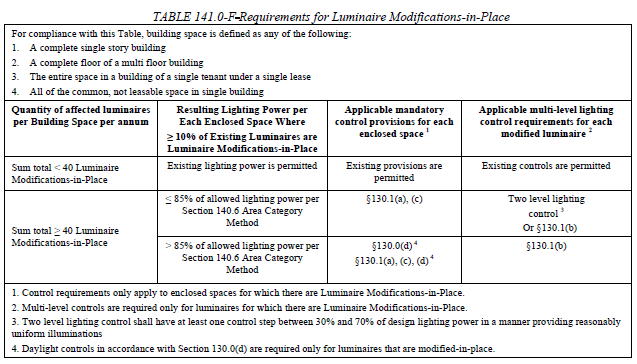 TABLE 141.0-F-Requirements for Luminaire Modifications-in-Place
For compliance with this Table, building space is defined as any of the following:
1. A complete single story building
2. A complete floor of a multi floor building
3. The entire space in a building of a single tenant under a single lease
4. All of the common, not leasable space in single building
Quantity of affected luminaires
per Building Space per annum
Resulting Lighting Power per
Each Enclosed Space Where
≥ 10% of Existing Luminaires are
Luminaire Modifications-in-Place
Applicable mandatory
control provisions for each
enclosed space 1
Applicable multi-level lighting
control requirements for each
modified luminaire 2
Sum total < 40 Luminaire
Modifications-in-Place
Existing lighting power is permitted
Existing provisions are
permitted
Existing controls are permitted
Sum total ≥ 40 Luminaire
Modifications-in-Place
≤ 85% of allowed lighting power per
Section 140.6 Area Category
Method
§130.1(a), (c)
Two level lighting
control 3
Or §130.1(b)
> 85% of allowed lighting power per
Section 140.6 Area Category
Method
§130.0(d) 4
§130.1(a), (c), (d) 4
§130.1(b)
1. Control requirements only apply to enclosed spaces for which there are Luminaire Modifications-in-Place.
2. Multi-level controls are required only for luminaires for which there are Luminaire Modifications-in-Place.
3. Two level lighting control shall have at least one control step between 30% and 70% of design lighting power in a manner providing reasonably
uniform illuminations
4. Daylight controls in accordance with Section 130.0(d) are required only for luminaires that are modified-in-place.